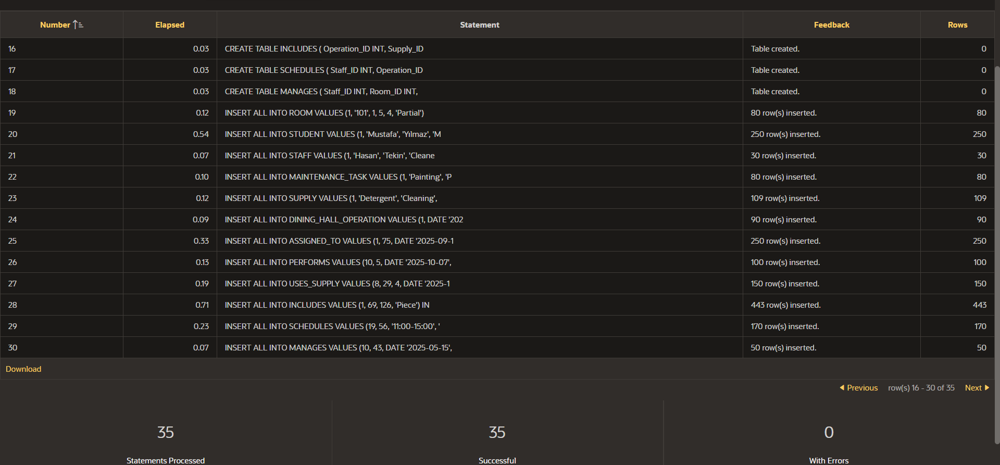 Number Elapsed Statement Feedback Rows
16 0.03 CREATE TABLE INCLUDES ( Operation_ID INT, Supply_ID Table created. 0
17 0.03 CREATE TABLE SCHEDULES ( Staff_ID INT, Operation_ID Table created. 0
18 0.03 CREATE TABLE MANAGES ( Staff_ID INT, Room_ID INT, Table created. 0
19 0.12 INSERT ALL INTO ROOM VALUES (1, '101', 1, 5, 4, 'Partial') 80 row(s) inserted. 80
20 0.54 INSERT ALL INTO STUDENT VALUES (1, 'Mustafa', 'Yılmaz', 'M 250 row(s) inserted. 250
21 0.07 INSERT ALL INTO STAFF VALUES (1, 'Hasan', 'Tekin', 'Cleane 30 row(s) inserted. 30
22 0.10 INSERT ALL INTO MAINTENANCE_TASK VALUES (1, 'Painting', 'P 80 row(s) inserted. 80
23 0.12 INSERT ALL INTO SUPPLY VALUES (1, 'Detergent', 'Cleaning', 109 row(s) inserted. 109
24 0.09 INSERT ALL INTO DINING_HALL_OPERATION VALUES (1, DATE '202 90 row(s) inserted. 90
25 0.33 INSERT ALL INTO ASSIGNED_TO VALUES (1, 75, DATE '2025-09-1 250 row(s) inserted. 250
26 0.13 INSERT ALL INTO PERFORMS VALUES (10, 5, DATE '2025-10-07', 100 row(s) inserted. 100
27 0.19 INSERT ALL INTO USES_SUPPLY VALUES (8, 29, 4, DATE '2025-1 150 row(s) inserted. 150
28 0.71 INSERT ALL INTO INCLUDES VALUES (1, 69, 126, 'Piece') IN 443 row(s) inserted. 443
29 0.23 INSERT ALL INTO SCHEDULES VALUES (19, 56, '11:00-15:00', ' 170 row(s) inserted. 170
30 0.07 INSERT ALL INTO MANAGES VALUES (10, 43, DATE '2025-05-15', 50 row(s) inserted. 50
Download
Previous row(s) 16 - 30 of 35 Next
35 35 0
Statements Processed Successful With Errors